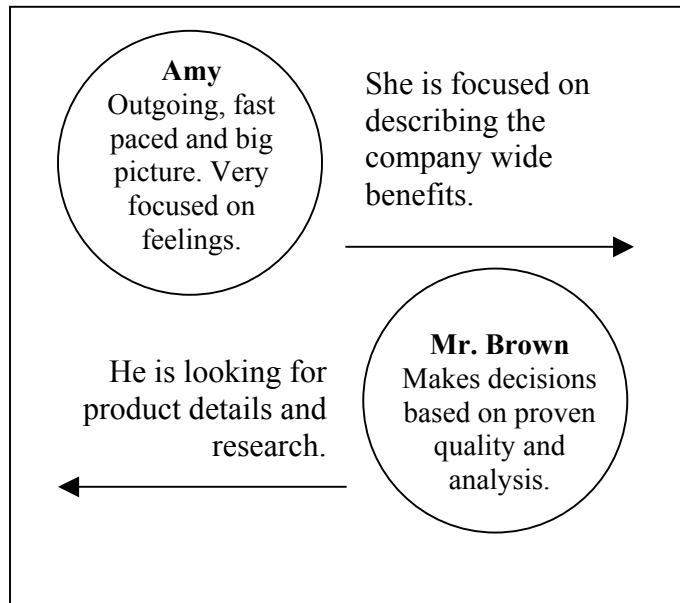 Amy
Outgoing, fast
paced and big
picture. Very
focused on
feelings.
She is focused on
describing the
company wide
benefits.
He is looking for
product details and
research.
Mr. Brown
Makes decisions
based on proven
quality and
analysis.